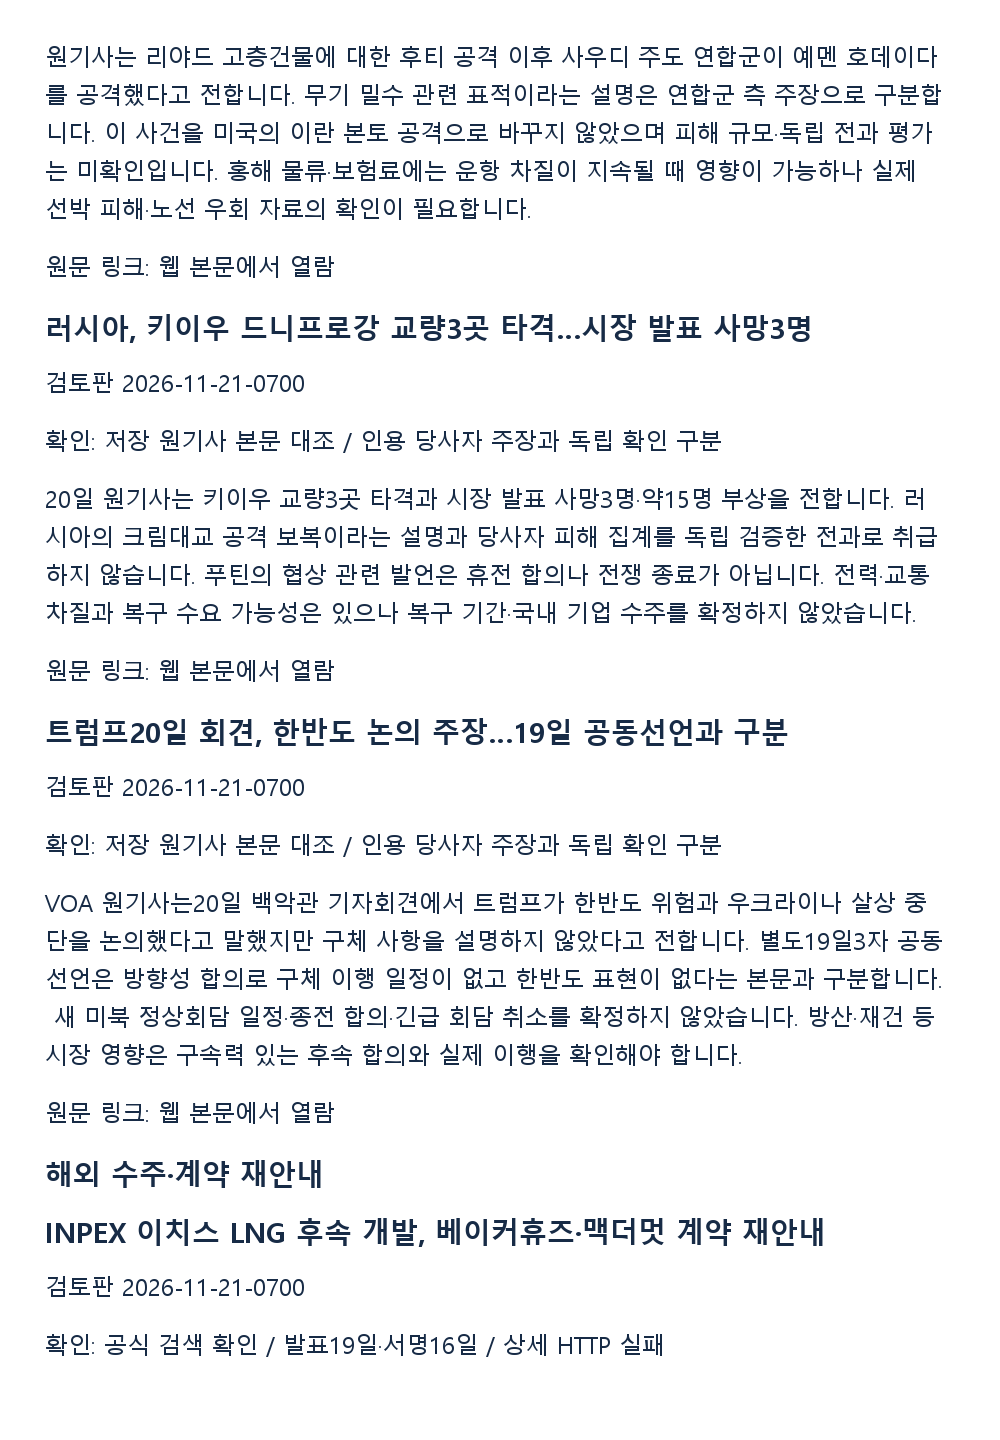 원기사는 리야드 고층건물에 대한 후티 공격 이후 사우디 주도 연합군이 예멘 호데이다
를 공격했다고 전합니다. 무기 밀수 관련 표적이라는 설명은 연합군 측 주장으로 구분합
니다. 이 사건을 미국의 이란 본토 공격으로 바꾸지 않았으며 피해 규모·독립 전과 평가
는 미확인입니다. 홍해 물류·보험료에는 운항 차질이 지속될 때 영향이 가능하나 실제
선박 피해·노선 우회 자료의 확인이 필요합니다.
원문 링크: 웹 본문에서 열람
러시아, 키이우 드니프로강 교량3곳 타격...시장 발표 사망3명
검토판 2026-11-21-0700
확인: 저장 원기사 본문 대조 / 인용 당사자 주장과 독립 확인 구분
20일 원기사는 키이우 교량3곳 타격과 시장 발표 사망3명·약15명 부상을 전합니다. 러
시아의 크림대교 공격 보복이라는 설명과 당사자 피해 집계를 독립 검증한 전과로 취급
하지 않습니다. 푸틴의 협상 관련 발언은 휴전 합의나 전쟁 종료가 아닙니다. 전력·교통
차질과 복구 수요 가능성은 있으나 복구 기간·국내 기업 수주를 확정하지 않았습니다.
원문 링크: 웹 본문에서 열람
트럼프20일 회견, 한반도 논의 주장...19일 공동선언과 구분
검토판 2026-11-21-0700
확인: 저장 원기사 본문 대조 / 인용 당사자 주장과 독립 확인 구분
VOA 원기사는20일 백악관 기자회견에서 트럼프가 한반도 위험과 우크라이나 살상 중
단을 논의했다고 말했지만 구체 사항을 설명하지 않았다고 전합니다. 별도19일3자 공동
선언은 방향성 합의로 구체 이행 일정이 없고 한반도 표현이 없다는 본문과 구분합니다.
새 미북 정상회담 일정·종전 합의·긴급 회담 취소를 확정하지 않았습니다. 방산·재건 등
시장 영향은 구속력 있는 후속 합의와 실제 이행을 확인해야 합니다.
원문 링크: 웹 본문에서 열람
해외 수주·계약 재안내
INPEX 이치스 LNG 후속 개발, 베이커휴즈·맥더멋 계약 재안내
검토판 2026-11-21-0700
확인: 공식 검색 확인 / 발표19일·서명16일 / 상세 HTTP 실패